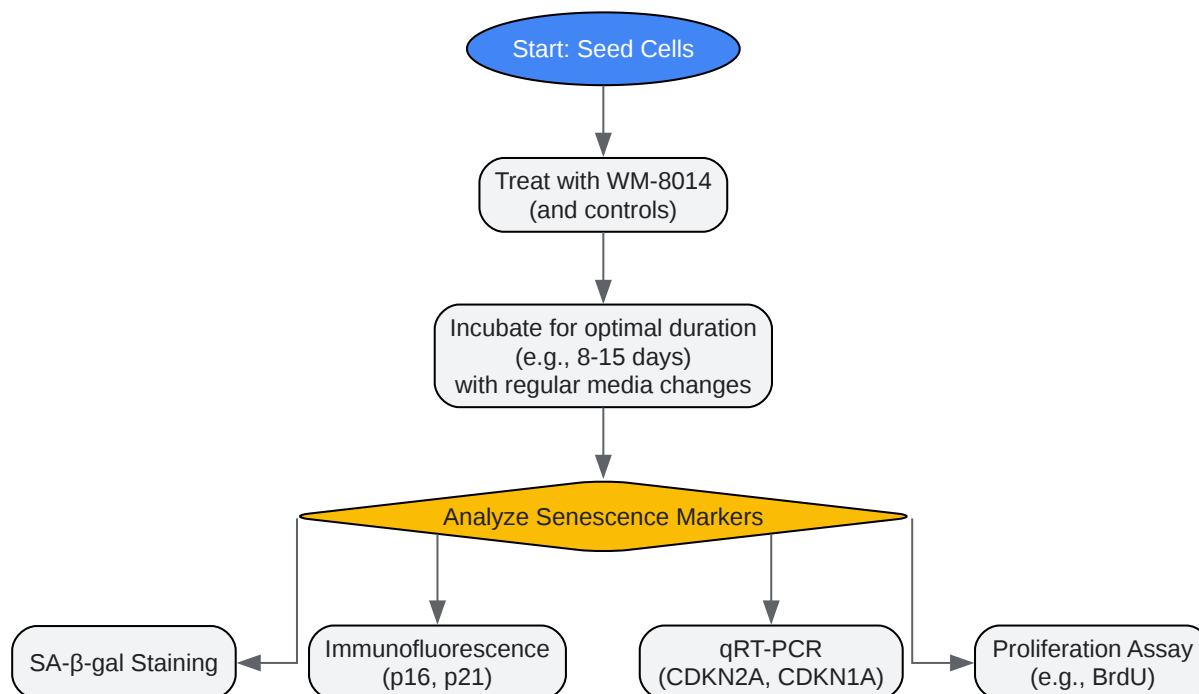 Start: Seed Cells
Treat with WM-8014
(and controls)
Incubate for optimal duration
(e.g., 8-15 days)
with regular media changes
Analyze Senescence Markers
SA-β-gal Staining
Immunofluorescence
(p16, p21)
qRT-PCR
(CDKN2A, CDKN1A)
Proliferation Assay
(e.g., BrdU)